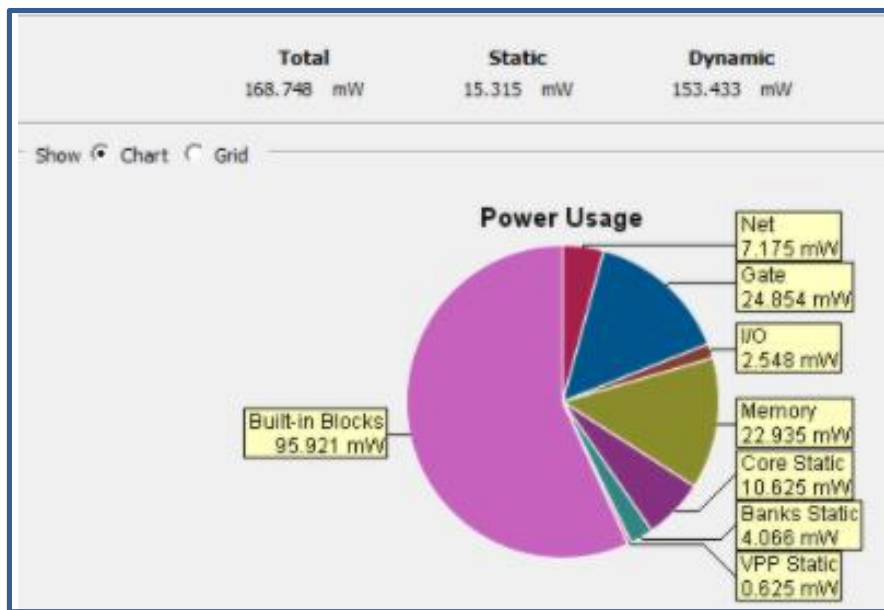 Total Static Dynamic
168.748 mW 15.315 mW 153.433 mW
Show Chart Grid
Power Usage
Net
7.175 mW
Gate
24.854 mW
I/O
2.548 mW
Memory
22.935 mW
Core Static
10.625 mW
Banks Static
4.066 mW
VPP Static
0.625 mW
Built-in Blocks
95.921 mW